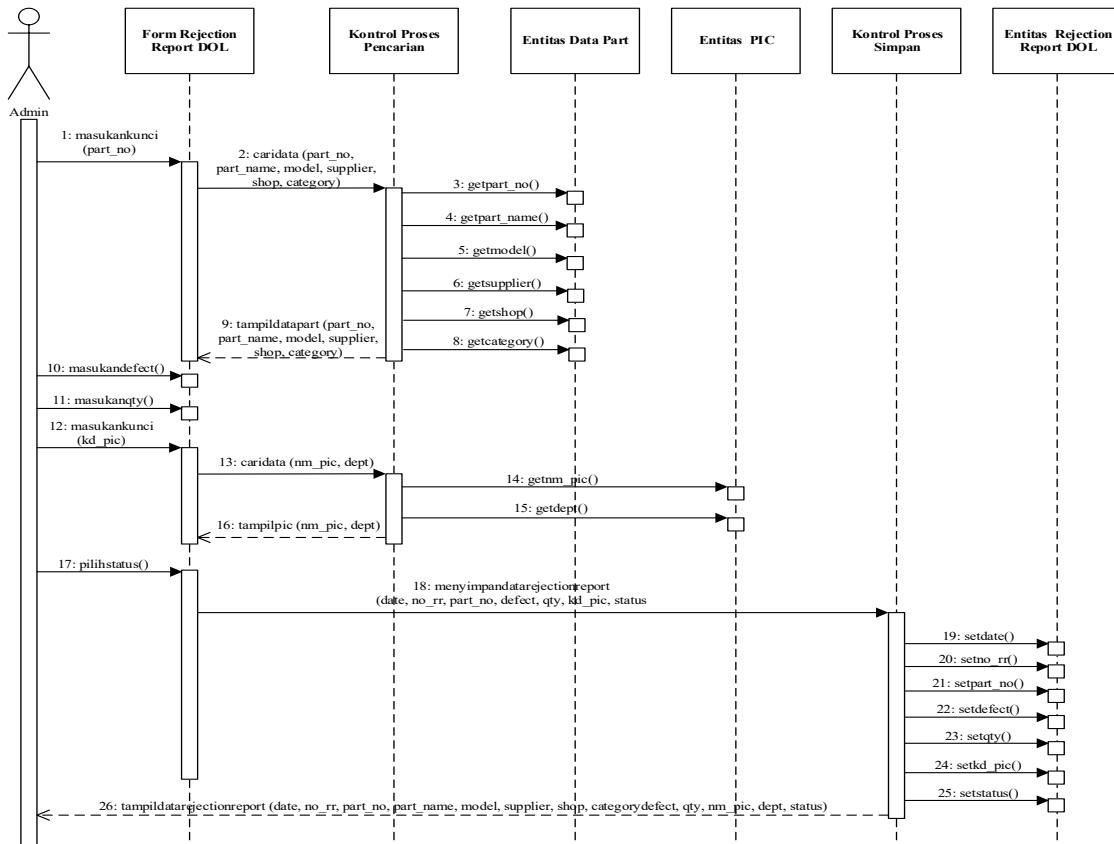 Form Rejection
Report DOL
Kontrol Proses
Pencarian
Entitas Data Part
Entitas PIC
Kontrol Proses
Simpan
Entitas Rejection
Report DOL
Admin
1: masukankunci
(part_no)
2: caridata (part_no,
part_name, model, supplier,
shop, category)
3: getpart_no()
4: getpart_name()
5: getmodel()
6: getsupplier()
7: getshop()
8: getcategory()
9: tampildatapart (part_no,
part_name, model, supplier,
shop, category)
10: masukandefect()
11: masukanqty()
12: masukankunci
(kd_pic)
13: caridata (nm_pic, dept)
14: getnm_pic()
15: getdept()
16: tampilpic (nm_pic, dept)
17: pilihstatus()
18: menyimpandatarejectionreport
(date, no_rr, part_no, defect, qty, kd_pic, status
19: setdate()
20: setno_rr()
21: setpart_no()
22: setdefect()
23: setqty()
24: setkd_pic()
25: setstatus()
26: tampildatarejectionreport (date, no_rr, part_no, part_name, model, supplier, shop, categorydefect, qty, nm_pic, dept, status)